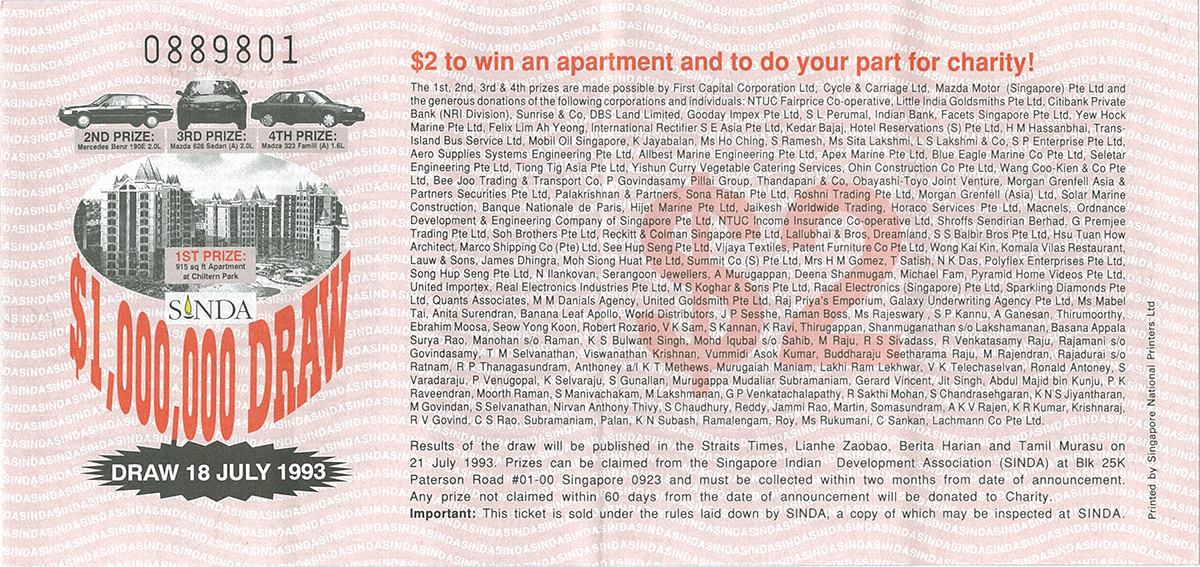 0889801
2ND PRIZE:
Mercedes Benz 190E 2.0L
3RD PRIZE:
Mazda 626 Sedan (A) 2.0L
4TH PRIZE:
Madza 323 Famili (A) 1.6L
1ST PRIZE:
915 sq ft Apartment
at Chiltern Park
SINDA
$1,000,000 DRAW
DRAW 18 JULY 1993
$2 to win an apartment and to do your part for charity!
The 1st, 2nd, 3rd & 4th prizes are made possible by First Capital Corporation Ltd, Cycle & Carriage Ltd, Mazda Motor (Singapore) Pte Ltd and
the generous donations of the following corporations and individuals: NTUC Fairprice Co-operative, Little India Goldsmiths Pte Ltd, Citibank Private
Bank (NRI Division), Sunrise & Co, DBS Land Limited, Gooday Impex Pte Ltd, S L Perumal, Indian Bank, Facets Singapore Pte Ltd, Yew Hock
Marine Pte Ltd, Felix Lim Ah Yeong, International Rectifier S E Asia Pte Ltd, Kedar Bajaj, Hotel Reservations (S) Pte Ltd, H M Hassanbhai, Trans-
Island Bus Service Ltd, Mobil Oil Singapore, K Jayabalan, Ms Ho Ching, S Ramesh, Ms Sita Lakshmi, L S Lakshmi & Co, S P Enterprise Pte Ltd,
Aero Supplies Systems Engineering Pte Ltd, Allbest Marine Engineering Pte Ltd, Apex Marine Pte Ltd, Blue Eagle Marine Co Pte Ltd, Seletar
Engineering Pte Ltd, Tiong Tig Asia Pte Ltd, Yishun Curry Vegetable Catering Services, Ohin Construction Co Pte Ltd, Wang Coo-Kien & Co Pte
Ltd, Bee Joo Trading & Transport Co, P Govindasamy Pillai Group, Thandapani & Co, Obayashi-Toyo Joint Venture, Morgan Grenfell Asia &
Partners Securities Pte Ltd, Palakrishnan & Partners, Sona Ratan Pte Ltd, Roshni Trading Pte Ltd, Morgan Grenfell (Asia) Ltd, Solar Marine
Construction, Banque Nationale de Paris, Hijet Marine Pte Ltd, Jaikesh Worldwide Trading, Horaco Services Pte Ltd, Macnels, Ordnance
Development & Engineering Company of Singapore Pte Ltd, NTUC Income Insurance Co-operative Ltd, Shroffs Sendrian Berhad, G Premjee
Trading Pte Ltd, Soh Brothers Pte Ltd, Reckitt & Colman Singapore Pte Ltd, Lallubhai & Bros, Dreamland, S S Balbir Bros Pte Ltd, Hsu Tuan How
Architect, Marco Shipping Co (Pte) Ltd, See Hup Seng Pte Ltd, Vijaya Textiles, Patent Furniture Co Pte Ltd, Wong Kai Kin, Komala Vilas Restaurant,
Lauw & Sons, James Dhingra, Moh Siong Huat Pte Ltd, Summit Co (S) Pte Ltd, Mrs H M Gomez, T Satish, N K Das, Polyflex Enterprises Pte Ltd,
Song Hup Seng Pte Ltd, N Ilankovan, Serangoon Jewellers, A Murugappan, Deena Shanmugam, Michael Fam, Pyramid Home Videos Pte Ltd,
United Importex, Real Electronics Industries Pte Ltd, M S Koghar & Sons Pte Ltd, Racal Electronics (Singapore) Pte Ltd, Sparkling Diamonds Pte
Ltd, Quants Associates, M M Danials Agency, United Goldsmith Pte Ltd, Raj Optics Emporium, Galaxy Underwriting Agency Pte Ltd, Ms Mabel
Tai, Anita Surendran, Banana Leaf Apollo, Wong Distributors, J P Sesshe, Raman Boss, Ms Rajeswary, S P Kannu, A Ganesan, Thirumoorthy,
Ebrahim Moosa, Seow Yong Koon, Robert Rozario, V K Sam, S Kanan, K Ravi, Thirugappan, Shanmuganathan s/o Lakshamanan, Basana Appala
Surya Rao, Manohan s/o Raman, K S Bulwant Singh, Mohd Iqubal s/o Sahib, M Raju, R S Sivadass, R Venkatasamy Raju, Rajamani s/o
Govindasamy, T M Selvanathan, Viswanathan Krishnan, Vummidi Asok Kumar, Buddharaju Seetharama Raju, M Rajendran, Rajadurai s/o
Ratnam, R P Thanagasundram, Anthoney a/l K T Methews, Murugaiah Maniam, Lakhi Ram Lekhwar, V K Telechaselvan, Ronald Antoney, S
Varadaraju, P Venugopal, K Selvaraju, S Gunallan, Muruappa Mudaliar Subramaniam, Gerard Vincent, Jit Singh, Abdul Majid bin Kunju, P K
Raveendran, Moorth Raman, S Manivachakam, M Lakshmanan, G P Venkatachalapathy, R Sakthi Mohan, S Chandrasehgaran, K N S Jiyantharan,
M Govindan, S Selvanathan, Nirvan Anthony Thivy, S Chaudhury, Reddy, Jammi Rao, Martin, Somasundram, A K V Rajen, K R Kumar, Krishnaraj,
R V Govind, C S Rao, Subramaniam, Palan, K N Subash, Ramalengam, Roy, Ms Rukumani, C Sankan, Lachmann Co Pte Ltd.
$2
Results of the draw will be published in the Straits Times, Lianhe Zaobao, Berita Harian and Tamil Murasu on
21 July 1993. Prizes can be claimed from the Singapore Indian Development Association (SINDA) at Blk 25K
Paterson Road #01-00 Singapore 0923 and must be collected within two months from date of announcement.
Any prize not claimed within 60 days from the date of announcement will be donated to Charity.
Important: This ticket is sold under the rules laid down by SINDA, a copy of which may be inspected at SINDA.
Printed by Singapore National Printers Ltd